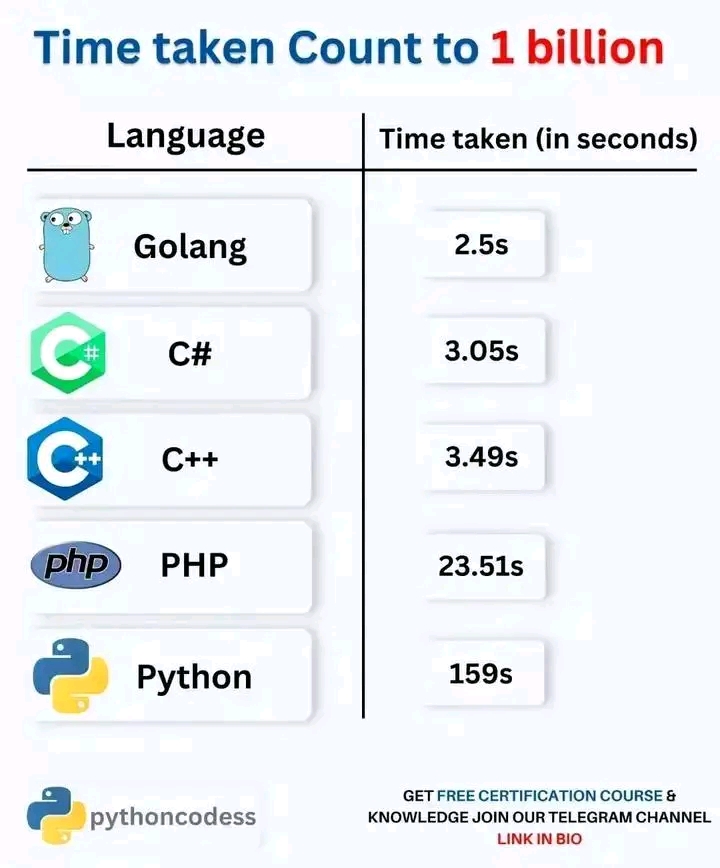 Time taken Count to 1 billion
Language
Time taken (in seconds)
Golang
2.5s
C#
3.05s
C++
3.49s
php
PHP
23.51s
Python
159s
pythoncodess
GET FREE CERTIFICATION COURSE &
KNOWLEDGE JOIN OUR TELEGRAM CHANNEL
LINK IN BIO